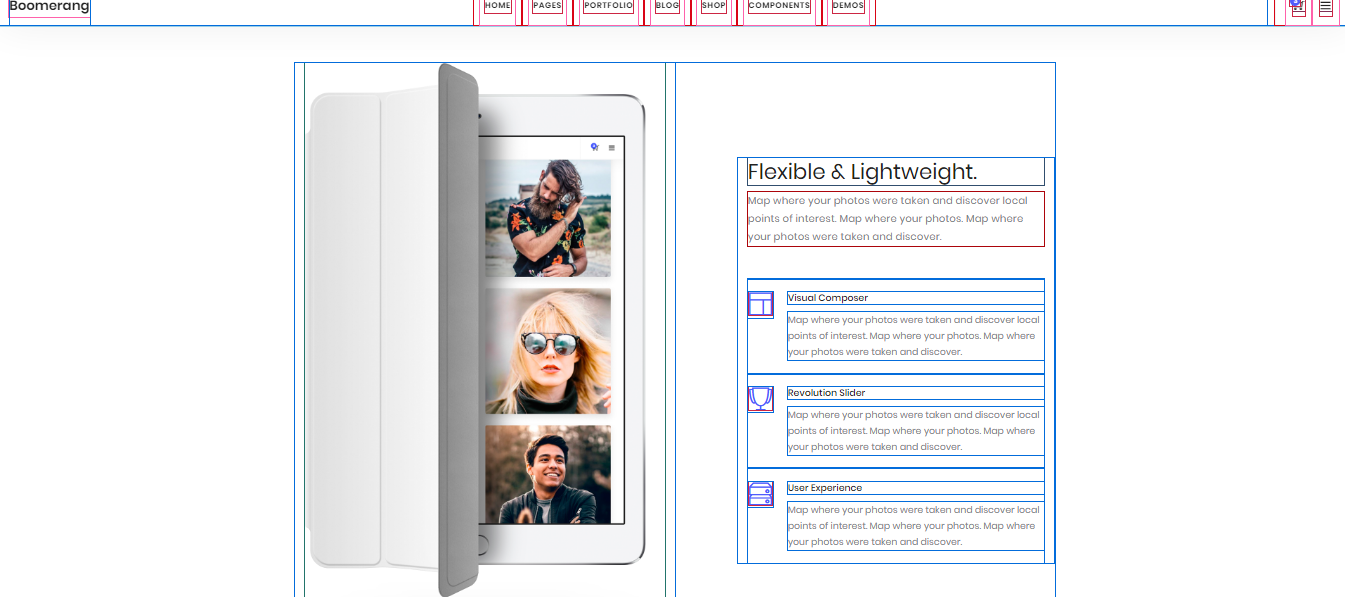 Boomerang
HOME PAGES PORTFOLIO BLOG SHOP COMPONENTS DEMOS
Flexible & Lightweight.
Map where your photos were taken and discover local
points of interest. Map where your photos. Map where
your photos were taken and discover.
Visual Composer
Map where your photos were taken and discover local
points of interest. Map where your photos. Map where
your photos were taken and discover.
Revolution Slider
Map where your photos were taken and discover local
points of interest. Map where your photos. Map where
your photos were taken and discover.
User Experience
Map where your photos were taken and discover local
points of interest. Map where your photos. Map where
your photos were taken and discover.